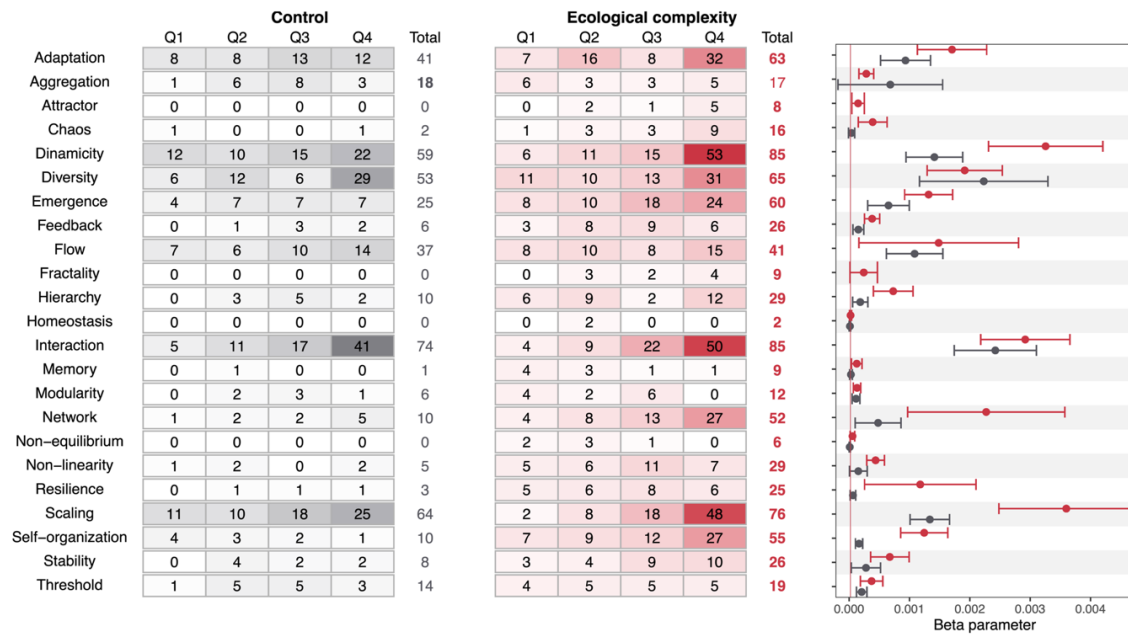 Control Ecological complexity
Q1 Q2 Q3 Q4 Total Q1 Q2 Q3 Q4 Total
Adaptation 8 8 13 12 41 7 16 8 32 63
Aggregation 1 6 8 3 18 6 3 3 5 17
Attractor 0 0 0 0 0 0 2 1 5 8
Chaos 1 0 0 1 2 1 3 3 9 16
Dinamicity 12 10 15 22 59 6 11 15 53 85
Diversity 6 12 6 29 53 11 10 13 31 65
Emergence 4 7 7 7 25 8 10 18 24 60
Feedback 0 1 3 2 6 3 8 9 6 26
Flow 7 6 10 14 37 8 10 8 15 41
Fractality 0 0 0 0 0 0 3 2 4 9
Hierarchy 0 3 5 2 10 6 9 2 12 29
Homeostasis 0 0 0 0 0 0 2 0 0 2
Interaction 5 11 17 41 74 4 9 22 50 85
Memory 0 1 0 0 1 4 3 1 1 9
Modularity 0 2 3 1 6 4 2 6 0 12
Network 1 2 2 5 10 4 8 13 27 52
Non−equilibrium 0 0 0 0 0 2 3 1 0 6
Non−linearity 1 2 0 2 5 5 6 11 7 29
Resilience 0 1 1 1 3 5 6 8 6 25
Scaling 11 10 18 25 64 2 8 18 48 76
Self−organization 4 3 2 1 10 7 9 12 27 55
Stability 0 4 2 2 8 3 4 9 10 26
Threshold 1 5 5 3 14 4 5 5 5 19
0.000 0.001 0.002 0.003 0.004
Beta parameter